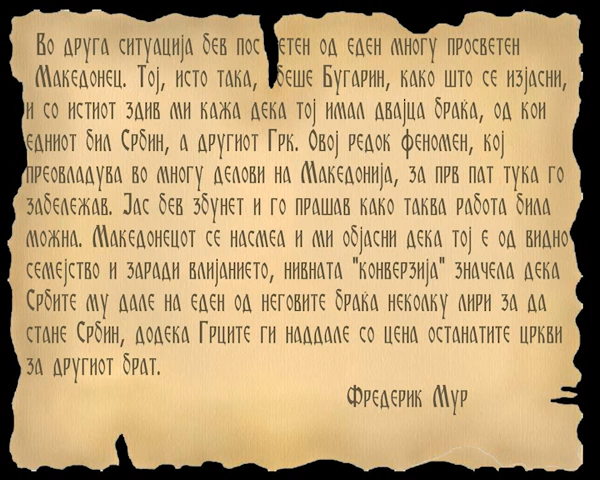 Во друга ситуација бев посетен од еден многу просветен
Македонец. Тој, исто така, беше Бугарин, како што се изјасни,
и со истиот здив ми кажа дека тој имал двајца браќа, од кои
едниот бил Србин, а другиот Грк. Овој редок феномен, кој
преовладува во многу делови на Македонија, за прв пат тука го
забележав. Јас бев збунет и го прашав како таква работа била
можна. Македонецот се насмеа и ми објасни дека тој е од видно
семејство и заради влијанието, нивната "конверзија" значела дека
Србите му дале на еден од неговите браќа неколку лири за да
стане Србин, додека Грците ги наддале со цена останатите цркви
за другиот брат.
Фредерик Мур